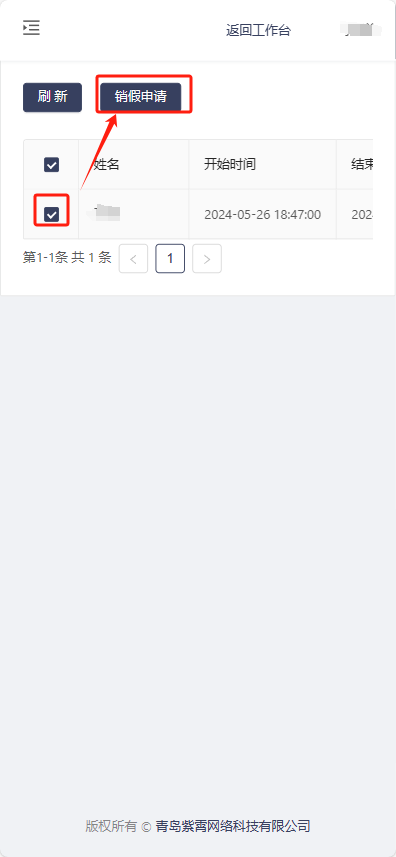 返回工作台
刷 新 销假申请
姓名 开始时间
2024-05-26 18:47:00
第1-1条 共 1 条 1
版权所有 © 青岛紫霄网络科技有限公司